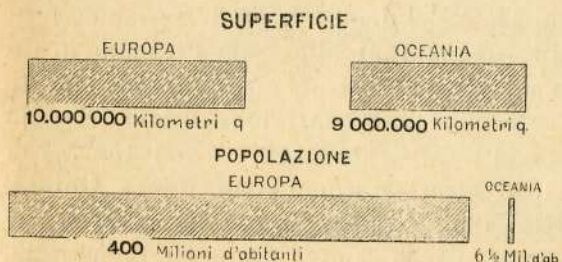 SUPERFICIE
EUROPA OCEANIA
10.000 000 Kilometri q 9 000.000 Kilometri q.
POPOLAZIONE
EUROPA OCEANIA
400 Milioni d'abitanti 6 ½ Mil d'ab